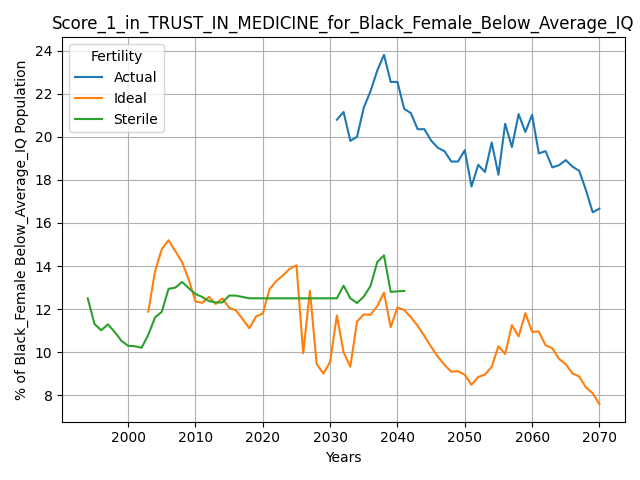 Score_1_in_TRUST_IN_MEDICINE_for_Black_Female_Below_Average_IQ
Fertility
Actual
Ideal
Sterile
% of Black_Female Below_Average_IQ Population
24
22
20
18
16
14
12
10
8
2000 2010 2020 2030 2040 2050 2060 2070
Years